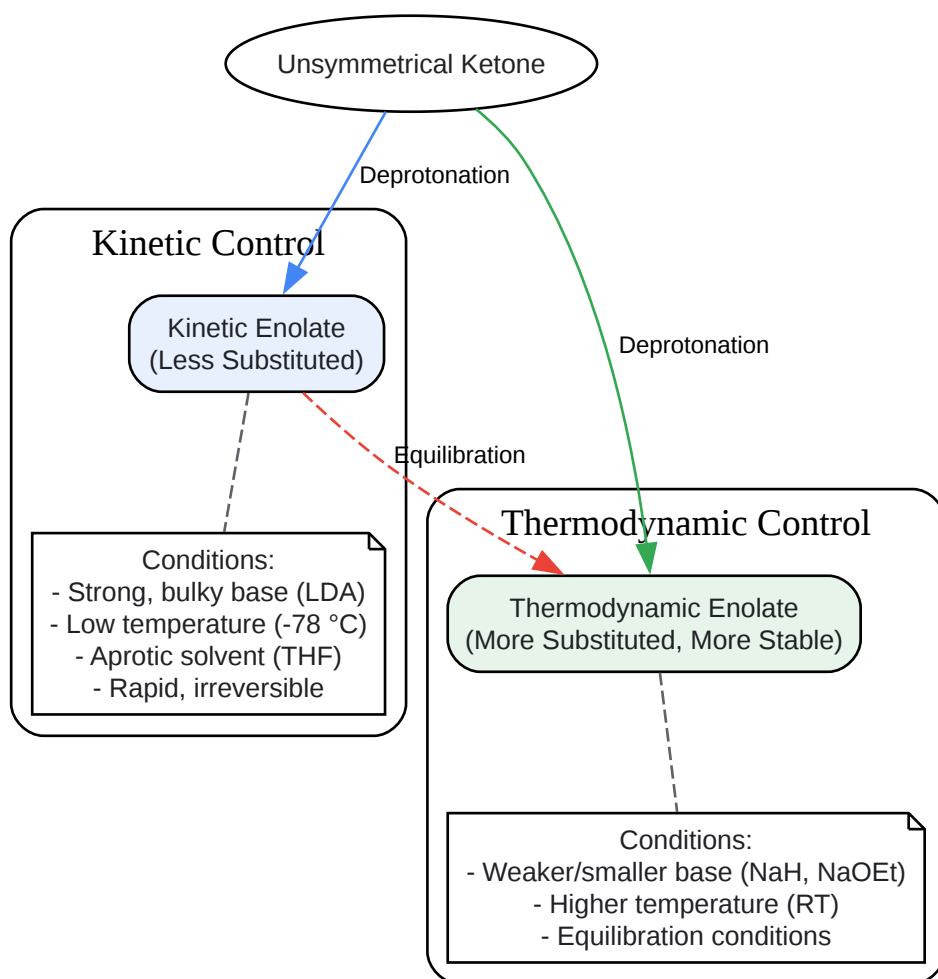 Unsymmetrical Ketone
Deprotonation
Kinetic Control
Kinetic Enolate
(Less Substituted)
Deprotonation
Equilibration
Thermodynamic Control
Conditions:
- Strong, bulky base (LDA)
- Low temperature (-78 °C)
- Aprotic solvent (THF)
- Rapid, irreversible
Thermodynamic Enolate
(More Substituted, More Stable)
Conditions:
- Weaker/smaller base (NaH, NaOEt)
- Higher temperature (RT)
- Equilibration conditions